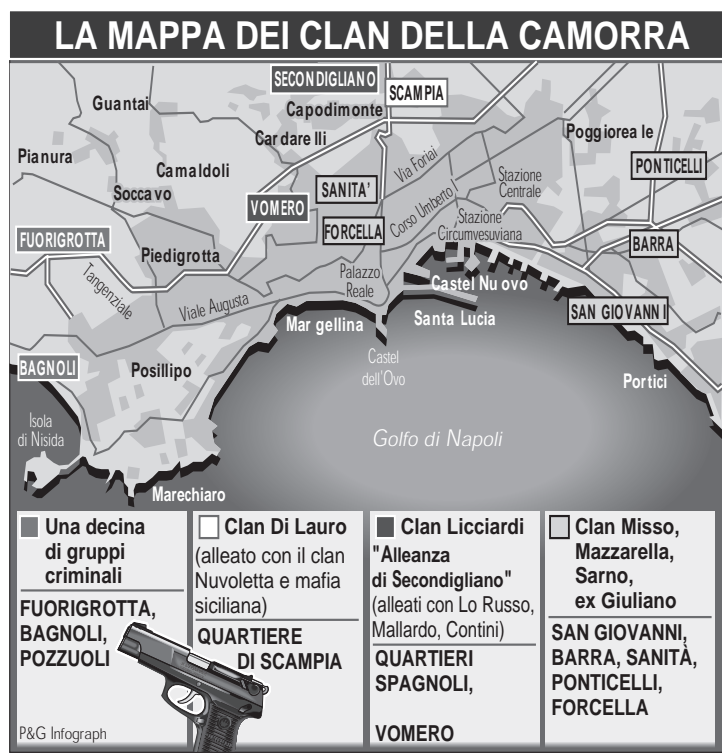 LA MAPPA DEI CLAN DELLA CAMORRA
SECONDIGLIANO
SCAMPIA
Guantai
Capodimonte
Cardarelli
Poggioreale
Pianura
Camaldoli
Via Foriai
PONTICELLI
Soccavo
SANITA'
Stazione
Centrale
VOMERO
Corso Umberto I
FORCELLA
Stazione
Circumvesuviana
FUORIGROTTA
Piedigrotta
BARRA
Tangenziale
Palazzo
Reale
Castel Nuovo
Viale Augusta
Mar gellina
Santa Lucia
SAN GIOVANNI
BAGNOLI
Posillipo
Castel
dell'Ovo
Portici
Isola
di Nisida
Golfo di Napoli
Marechiaro
Una decina
di gruppi
criminali
FUORIGROTTA,
BAGNOLI,
POZZUOLI
P&G Infograph
Clan Di Lauro
(alleato con il clan
Nuvoletta e mafia
siciliana)
QUARTIERE
DI SCAMPIA
Clan Licciardi
"Alleanza
di Secondigliano"
(alleati con Lo Russo,
Mallardo, Contini)
QUARTIERI
SPAGNOLI,
VOMERO
Clan Misso,
Mazzarella,
Sarno,
ex Giuliano
SAN GIOVANNI,
BARRA, SANITÀ,
PONTICELLI,
FORCELLA